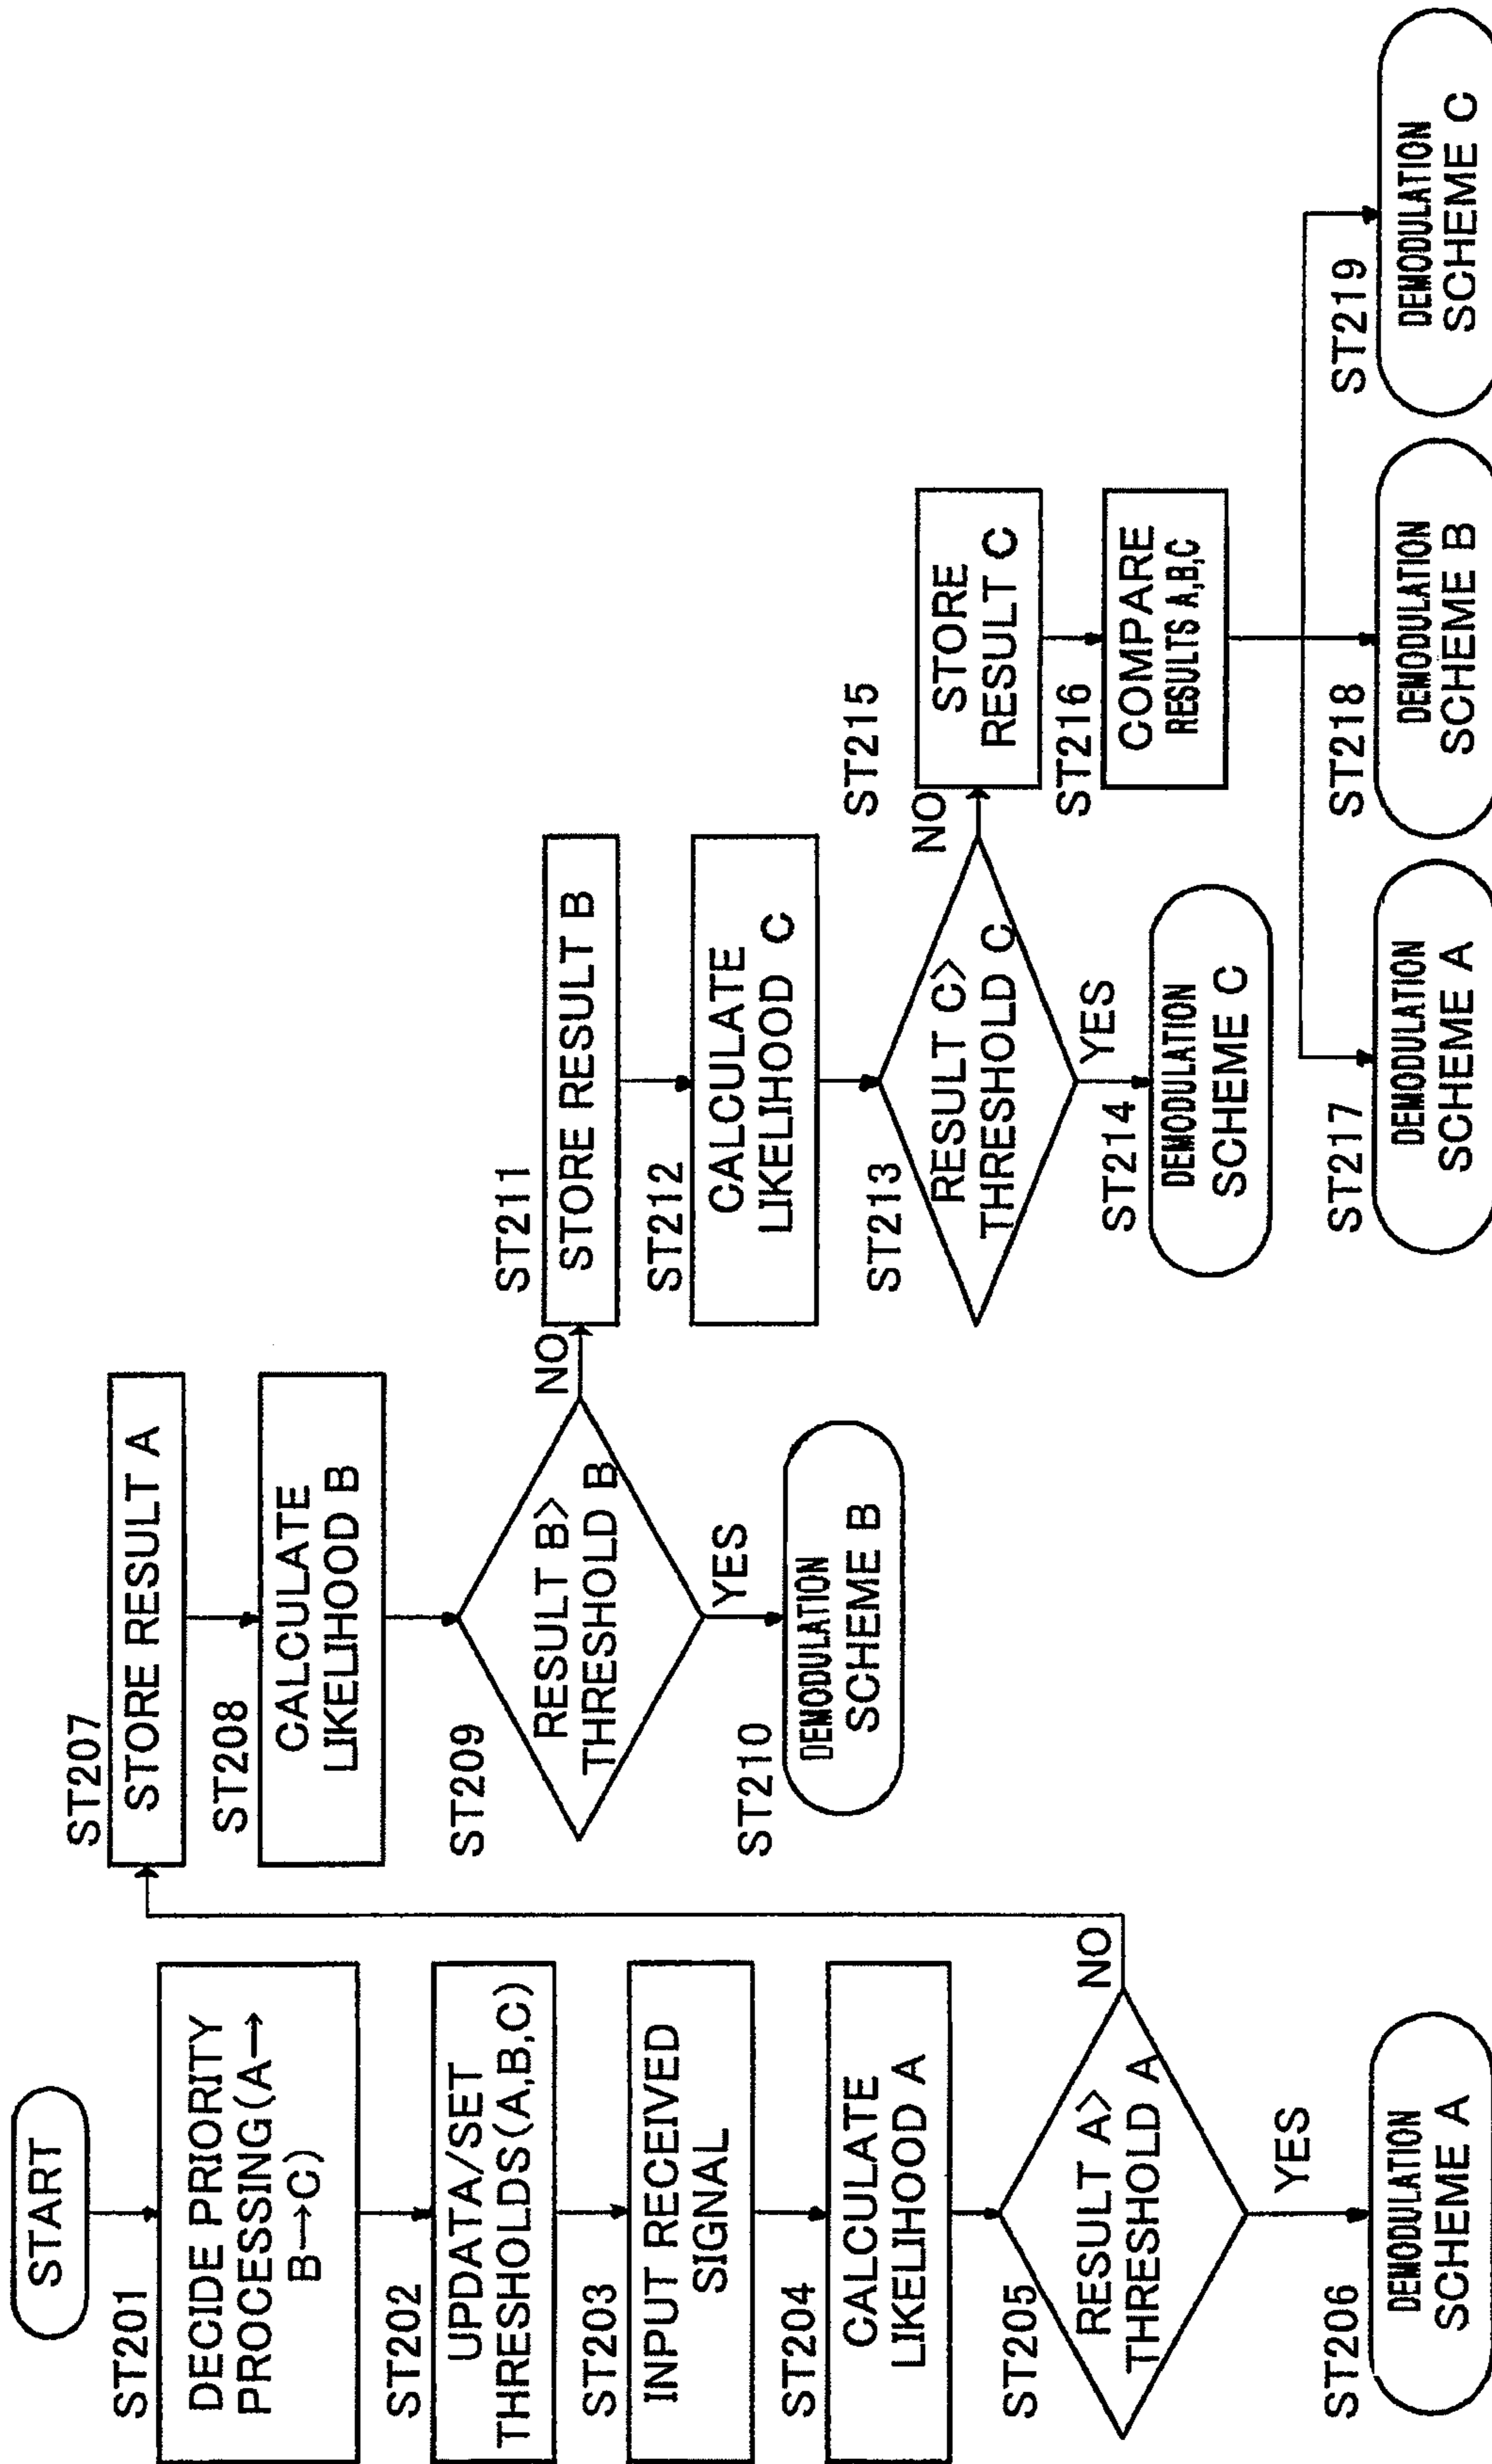 START
ST201
DECIDE PRIORITY
PROCESSING(A→
B→C)
ST202
UPDATA/SET
THRESHOLDS(A,B,C)
ST203
INPUT RECEIVED
SIGNAL
ST204
CALCULATE
LIKELIHOOD A
ST205
RESULT A>
THRESHOLD A
NO
YES
ST206
DEMODULATION
SCHEME A
ST207
STORE RESULT A
ST208
CALCULATE
LIKELIHOOD B
ST209
RESULT B>
THRESHOLD B
NO
YES
ST210
DEMODULATION
SCHEME B
ST211
STORE RESULT B
ST212
CALCULATE
LIKELIHOOD C
ST213
RESULT C>
THRESHOLD C
NO
YES
ST214
DEMODULATION
SCHEME C
ST215
STORE
RESULT C
ST216
COMPARE
RESULTS A,B,C
ST217
DEMODULATION
SCHEME A
ST218
DEMODULATION
SCHEME B
ST219
DEMODULATION
SCHEME C